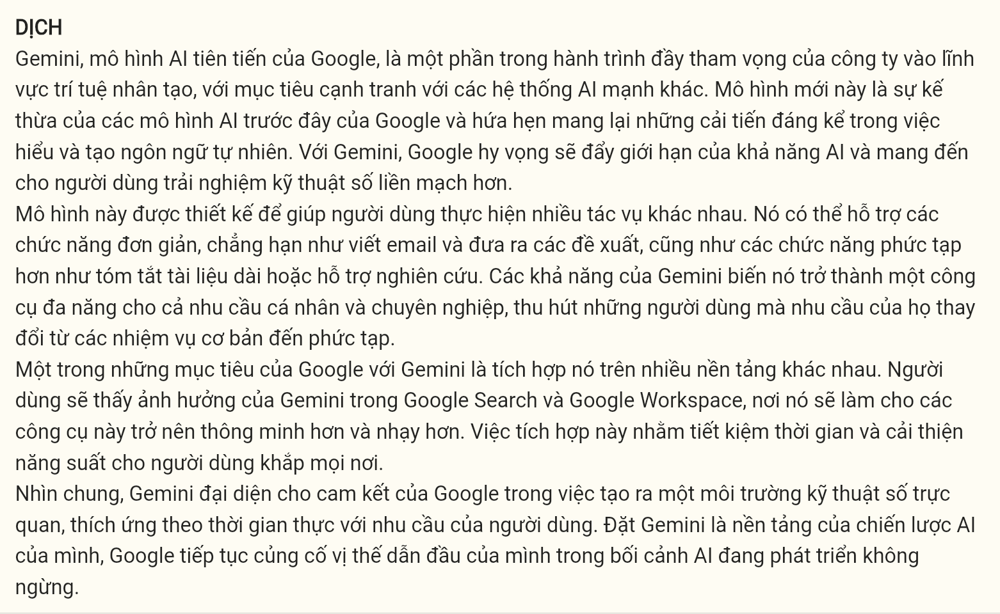 DỊCH
Gemini, mô hình AI tiên tiến của Google, là một phần trong hành trình đầy tham vọng của công ty vào lĩnh
vực trí tuệ nhân tạo, với mục tiêu cạnh tranh với các hệ thống AI mạnh khác. Mô hình mới này là sự kế
thừa của các mô hình AI trước đây của Google và hứa hẹn mang lại những cải tiến đáng kể trong việc
hiểu và tạo ngôn ngữ tự nhiên. Với Gemini, Google hy vọng sẽ đẩy giới hạn của khả năng AI và mang đến
cho người dùng trải nghiệm kỹ thuật số liền mạch hơn.
Mô hình này được thiết kế để giúp người dùng thực hiện nhiều tác vụ khác nhau. Nó có thể hỗ trợ các
chức năng đơn giản, chẳng hạn như viết email và đưa ra các đề xuất, cũng như các chức năng phức tạp
hơn như tóm tắt tài liệu dài hoặc hỗ trợ nghiên cứu. Các khả năng của Gemini biến nó trở thành một công
cụ đa năng cho cả nhu cầu cá nhân và chuyên nghiệp, thu hút những người dùng mà nhu cầu của họ thay
đổi từ các nhiệm vụ cơ bản đến phức tạp.
Một trong những mục tiêu của Google với Gemini là tích hợp nó trên nhiều nền tảng khác nhau. Người
dùng sẽ thấy ảnh hưởng của Gemini trong Google Search và Google Workspace, nơi nó sẽ làm cho các
công cụ này trở nên thông minh hơn và nhạy hơn. Việc tích hợp này nhằm tiết kiệm thời gian và cải thiện
năng suất cho người dùng khắp mọi nơi.
Nhìn chung, Gemini đại diện cho cam kết của Google trong việc tạo ra một môi trường kỹ thuật số trực
quan, thích ứng theo thời gian thực với nhu cầu của người dùng. Đặt Gemini là nền tảng của chiến lược AI
của mình, Google tiếp tục củng cố vị thế dẫn đầu của mình trong bối cảnh AI đang phát triển không
ngừng.